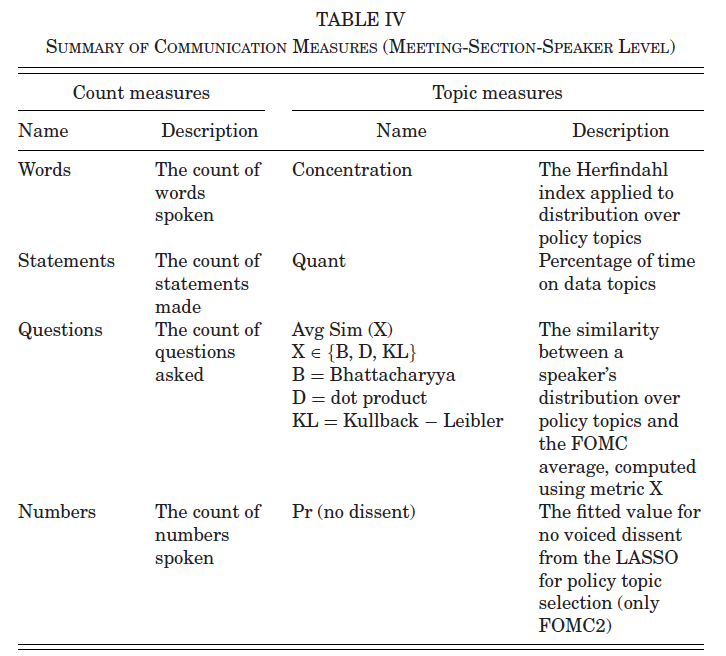 TABLE IV
SUMMARY OF COMMUNICATION MEASURES (MEETING-SECTION-SPEAKER LEVEL)
Count measures Topic measures
Name Description Name Description
Words The count of Concentration The Herfindahl
words index applied to
spoken distribution over
policy topics
Statements The count of Quant Percentage of time
statements on data topics
made
Questions The count of Avg Sim (X) The similarity
questions X ∈ {B, D, KL} between a
asked B = Bhattacharyya speaker’s
D = dot product distribution over
KL = Kullback – Leibler policy topics and
the FOMC
average, computed
using metric X
Numbers The count of Pr (no dissent) The fitted value for
numbers no voiced dissent
spoken from the LASSO
for policy topic
selection (only
FOMC2)